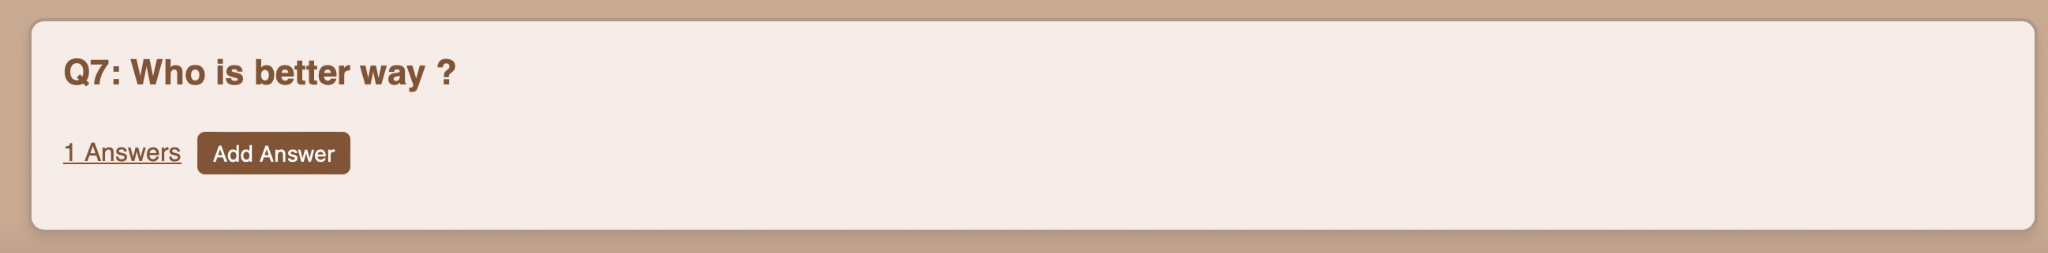 Q7: Who is better way ?
1 Answers Add Answer